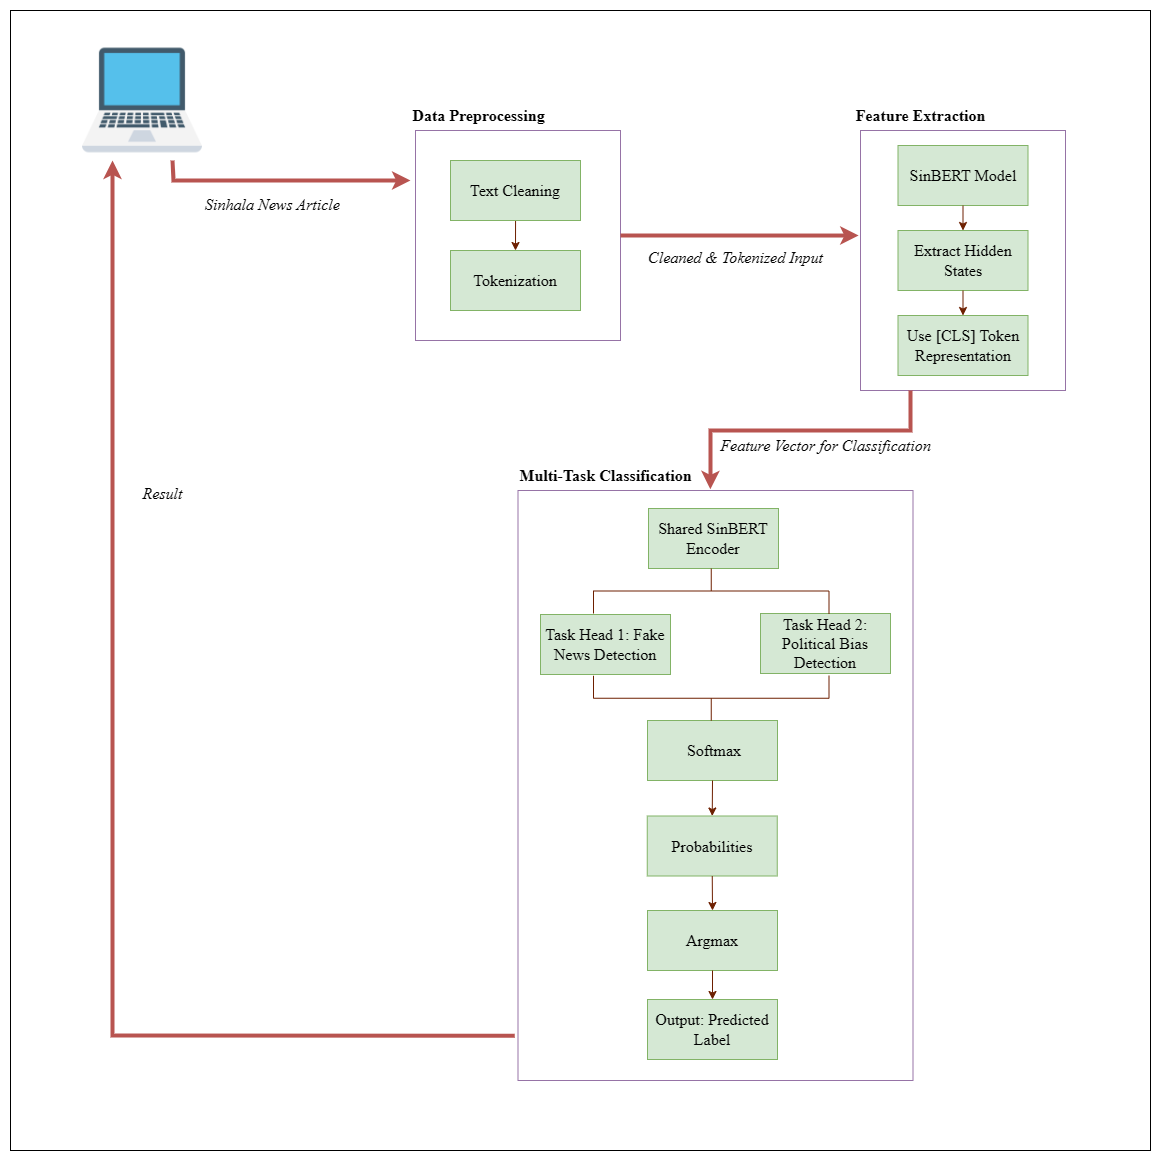 Data Preprocessing
Text Cleaning
Tokenization
Sinhala News Article
Cleaned & Tokenized Input
Feature Extraction
SinBERT Model
Extract Hidden
States
Use [CLS] Token
Representation
Feature Vector for Classification
Multi-Task Classification
Shared SinBERT
Encoder
Task Head 1: Fake
News Detection
Task Head 2:
Political Bias
Detection
Softmax
Probabilities
Argmax
Output: Predicted
Label
Result